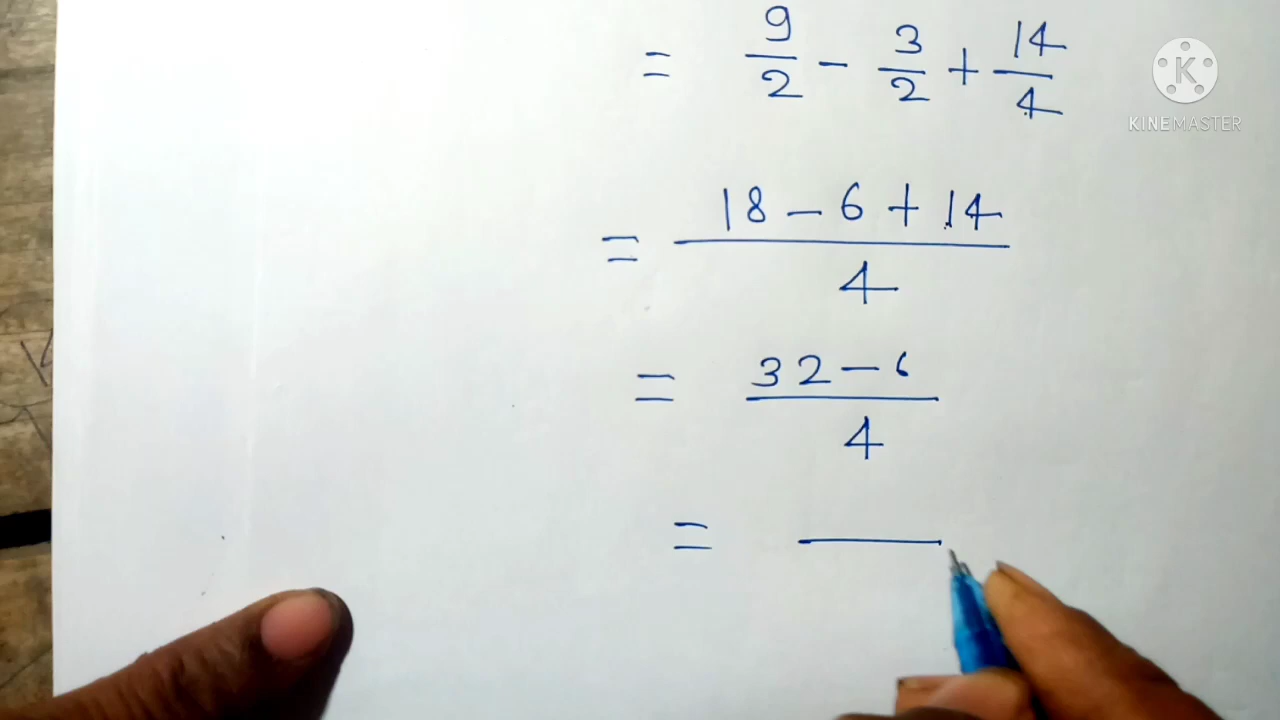 = 9/2 - 3/2 + 14/4
K
KINEMASTER
= 18 - 6 + 14 / 4
= 32 - 6 / 4
=